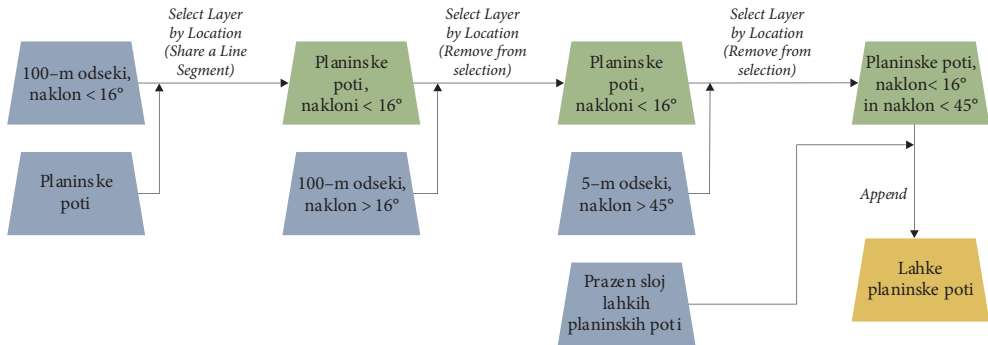 Select Layer
by Location
(Share a Line
Segment)
Select Layer
by Location
(Remove from
selection)
Select Layer
by Location
(Remove from
selection)
100–m odseki,
naklon < 16°
Planinske
poti,
nakloni < 16°
Planinske
poti,
nakloni < 16°
Planinske poti,
naklon< 16°
in naklon < 45°
Planinske
poti
100–m odseki,
naklon > 16°
5–m odseki,
naklon > 45°
Append
Prazen sloj
lahkih
planinskih poti
Lahke
planinske poti